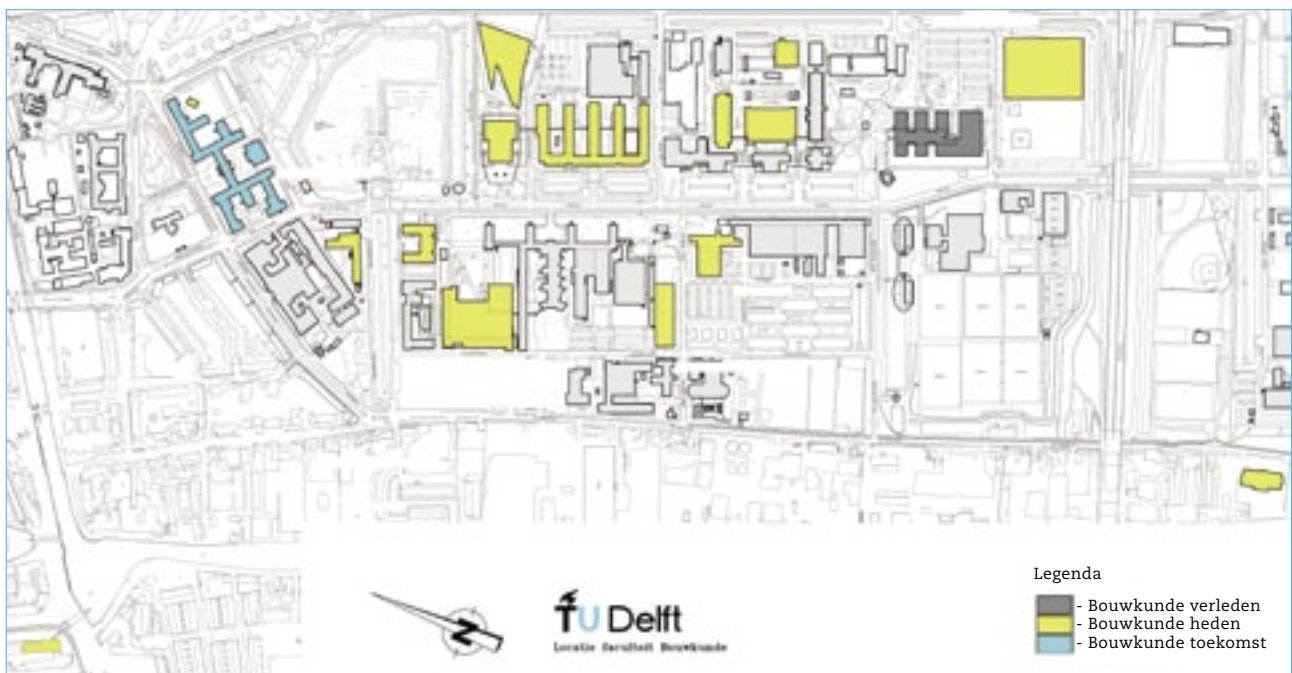 N
TU Delft
Locatie faculteit Bouwkunde
Legenda
- Bouwkunde verleden
- Bouwkunde heden
- Bouwkunde toekomst